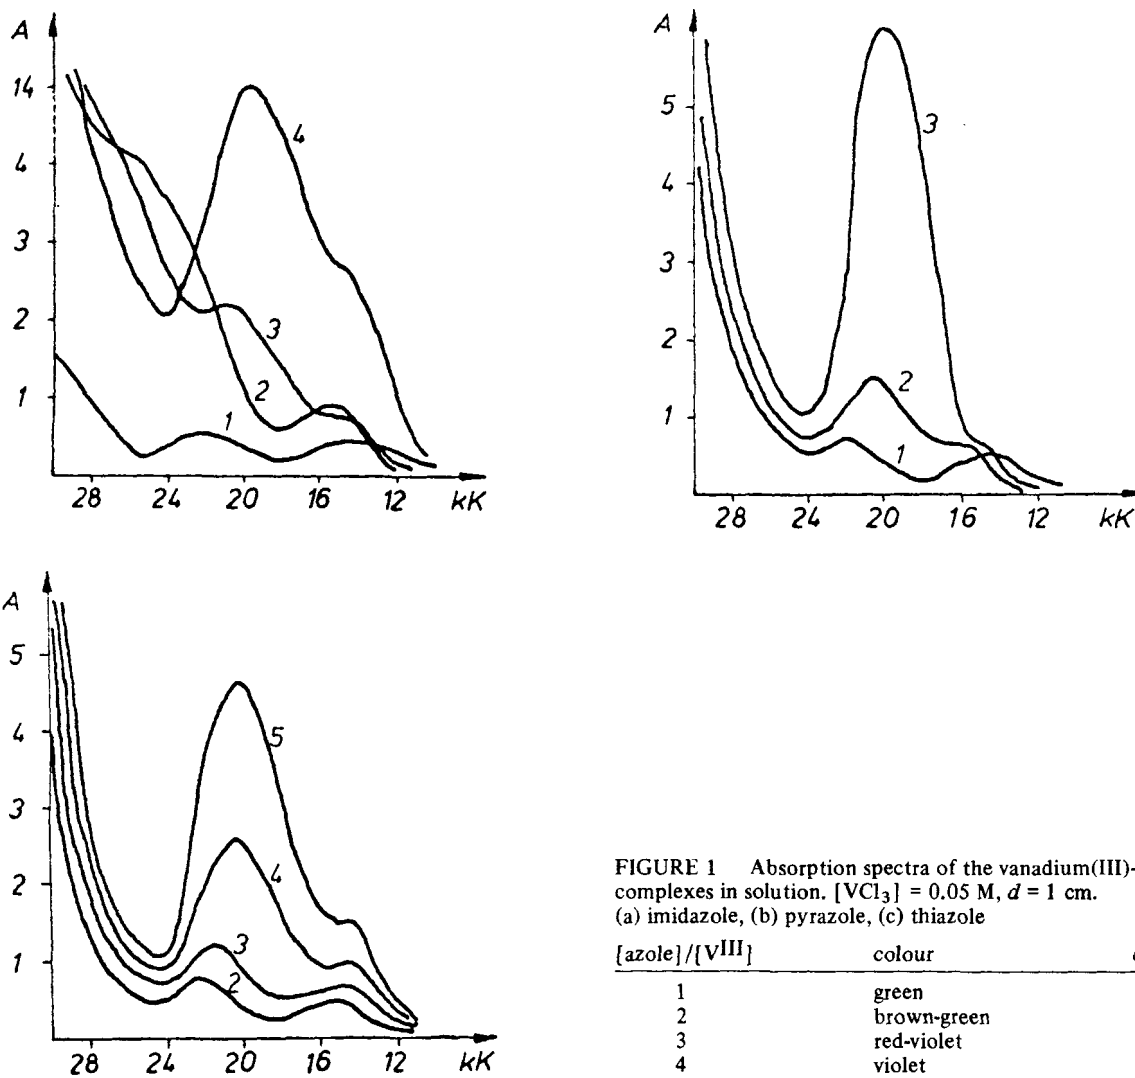 A
14
4
3
2
1
4
3
2
1
28 24 20 16 12 kK
A
5
4
3
2
1
3
2
1
28 24 20 16 12 kK
A
5
4
3
2
1
5
4
3
2
28 24 20 16 12 kK
FIGURE 1 Absorption spectra of the vanadium(III)-
complexes in solution. [VCl₃] = 0.05 M, d = 1 cm.
(a) imidazole, (b) pyrazole, (c) thiazole
[azole]/[V^III] colour
1 green
2 brown-green
3 red-violet
4 violet